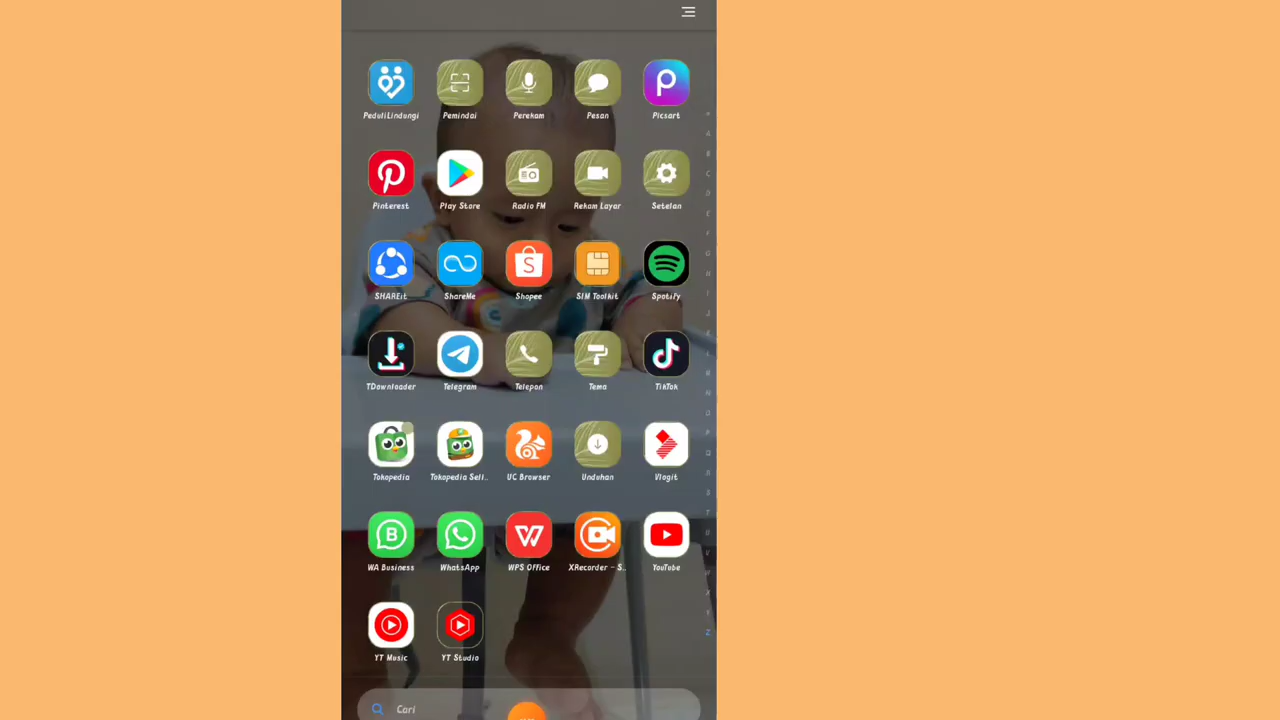 PeduliLindungi Pemindai Perekam Pesan Picsart
Pinterest Play Store Radio FM Rekam Layar Setelan
SHAREit ShareMe Shopee SIM Toolkit Spotify
TDownloader Telegram Telepon Tema TikTok
Tokopedia Tokopedia Sell.. UC Browser Unduhan Vlogit
WA Business WhatsApp WPS Office XRecorder - S.. YouTube
YT Music YT Studio
Cari